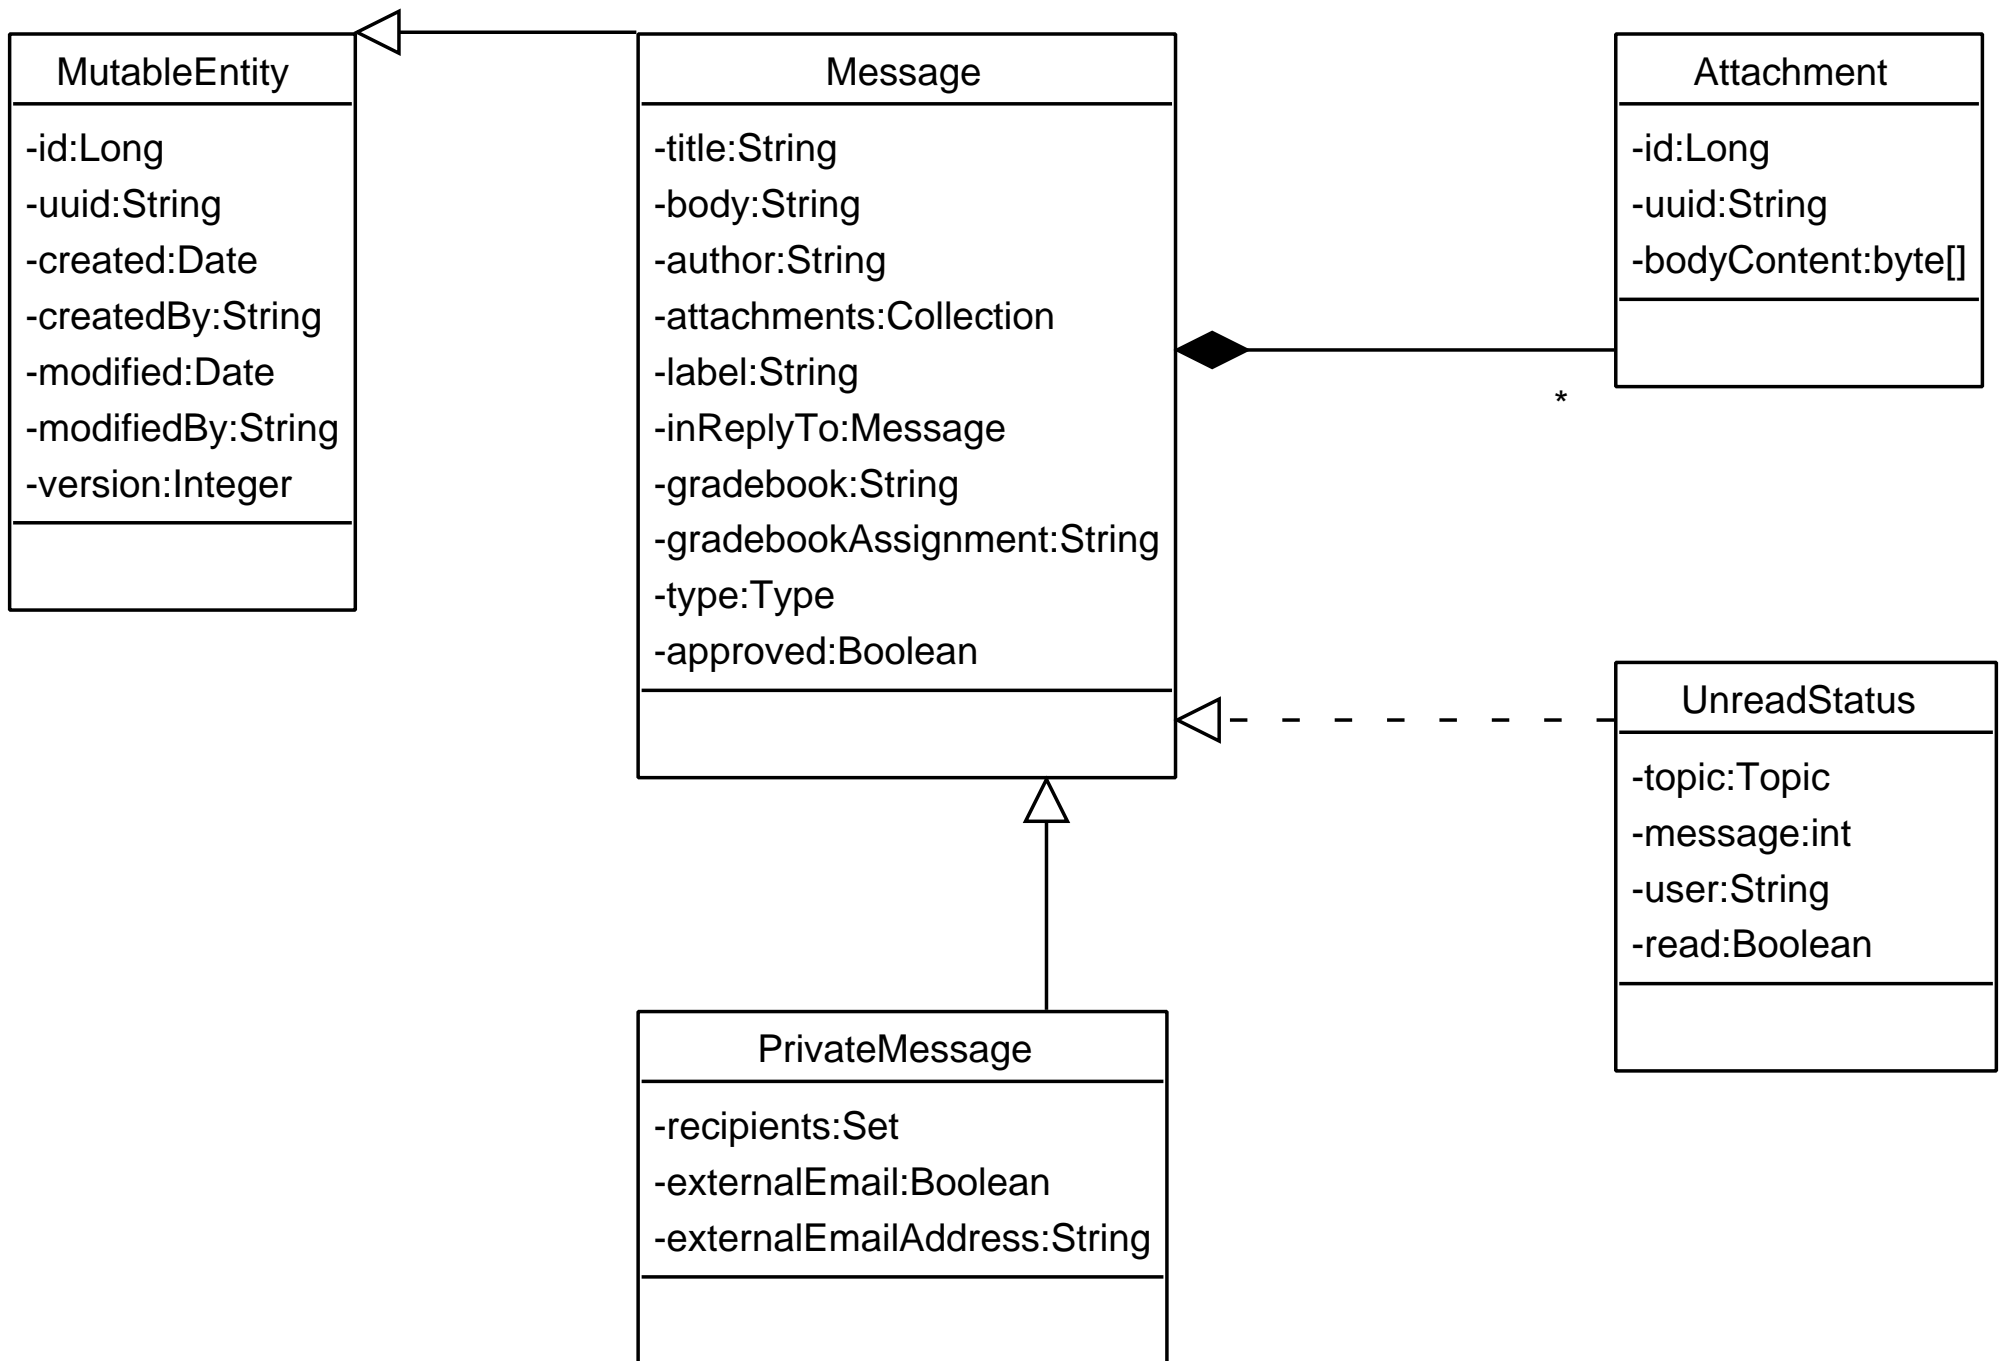 MutableEntity
-id:Long
-uuid:String
-created:Date
-createdBy:String
-modified:Date
-modifiedBy:String
-version:Integer
Message
-title:String
-body:String
-author:String
-attachments:Collection
-label:String
-inReplyTo:Message
-gradebook:String
-gradebookAssignment:String
-type:Type
-approved:Boolean
Attachment
-id:Long
-uuid:String
-bodyContent:byte[]
*
UnreadStatus
-topic:Topic
-message:int
-user:String
-read:Boolean
PrivateMessage
-recipients:Set
-externalEmail:Boolean
-externalEmailAddress:String